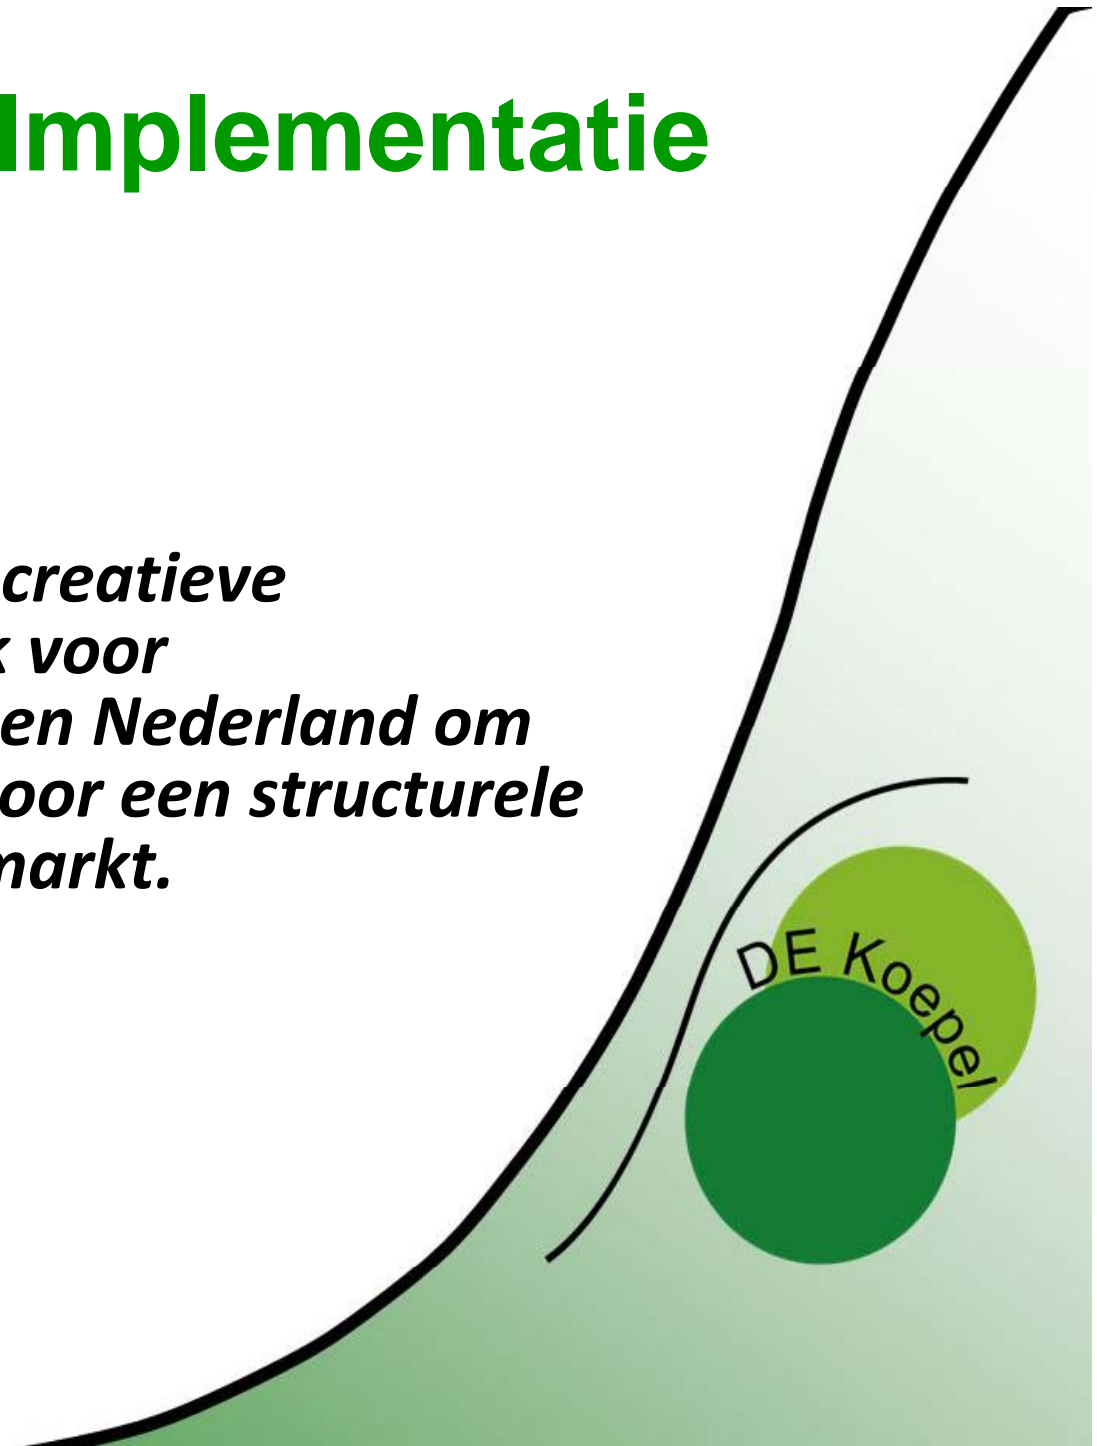 Implementatie
creatieve
k voor
en Nederland om
oor een structurele
markt.
DE Koepel